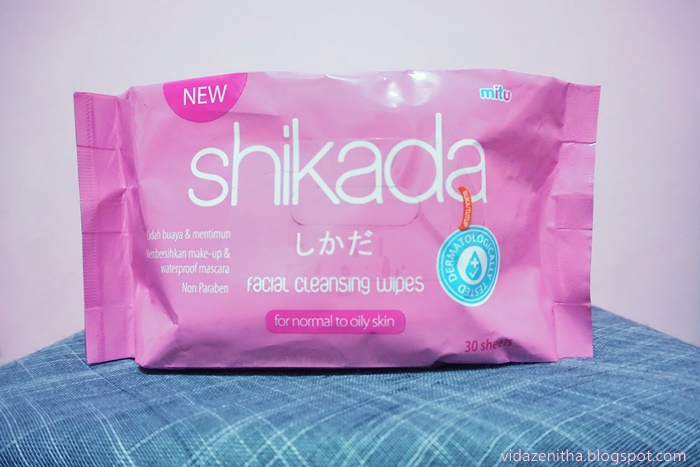 NEW
mitu
shikada
Lidah buaya & mentimun
Membersihkan make-up &
waterproof mascara
Non Paraben
しかだ
facial cleansing wipes
for normal to oily skin
DERMATOLOGICALLY TESTED
30 sheets
vidazenitha.blogspot.com